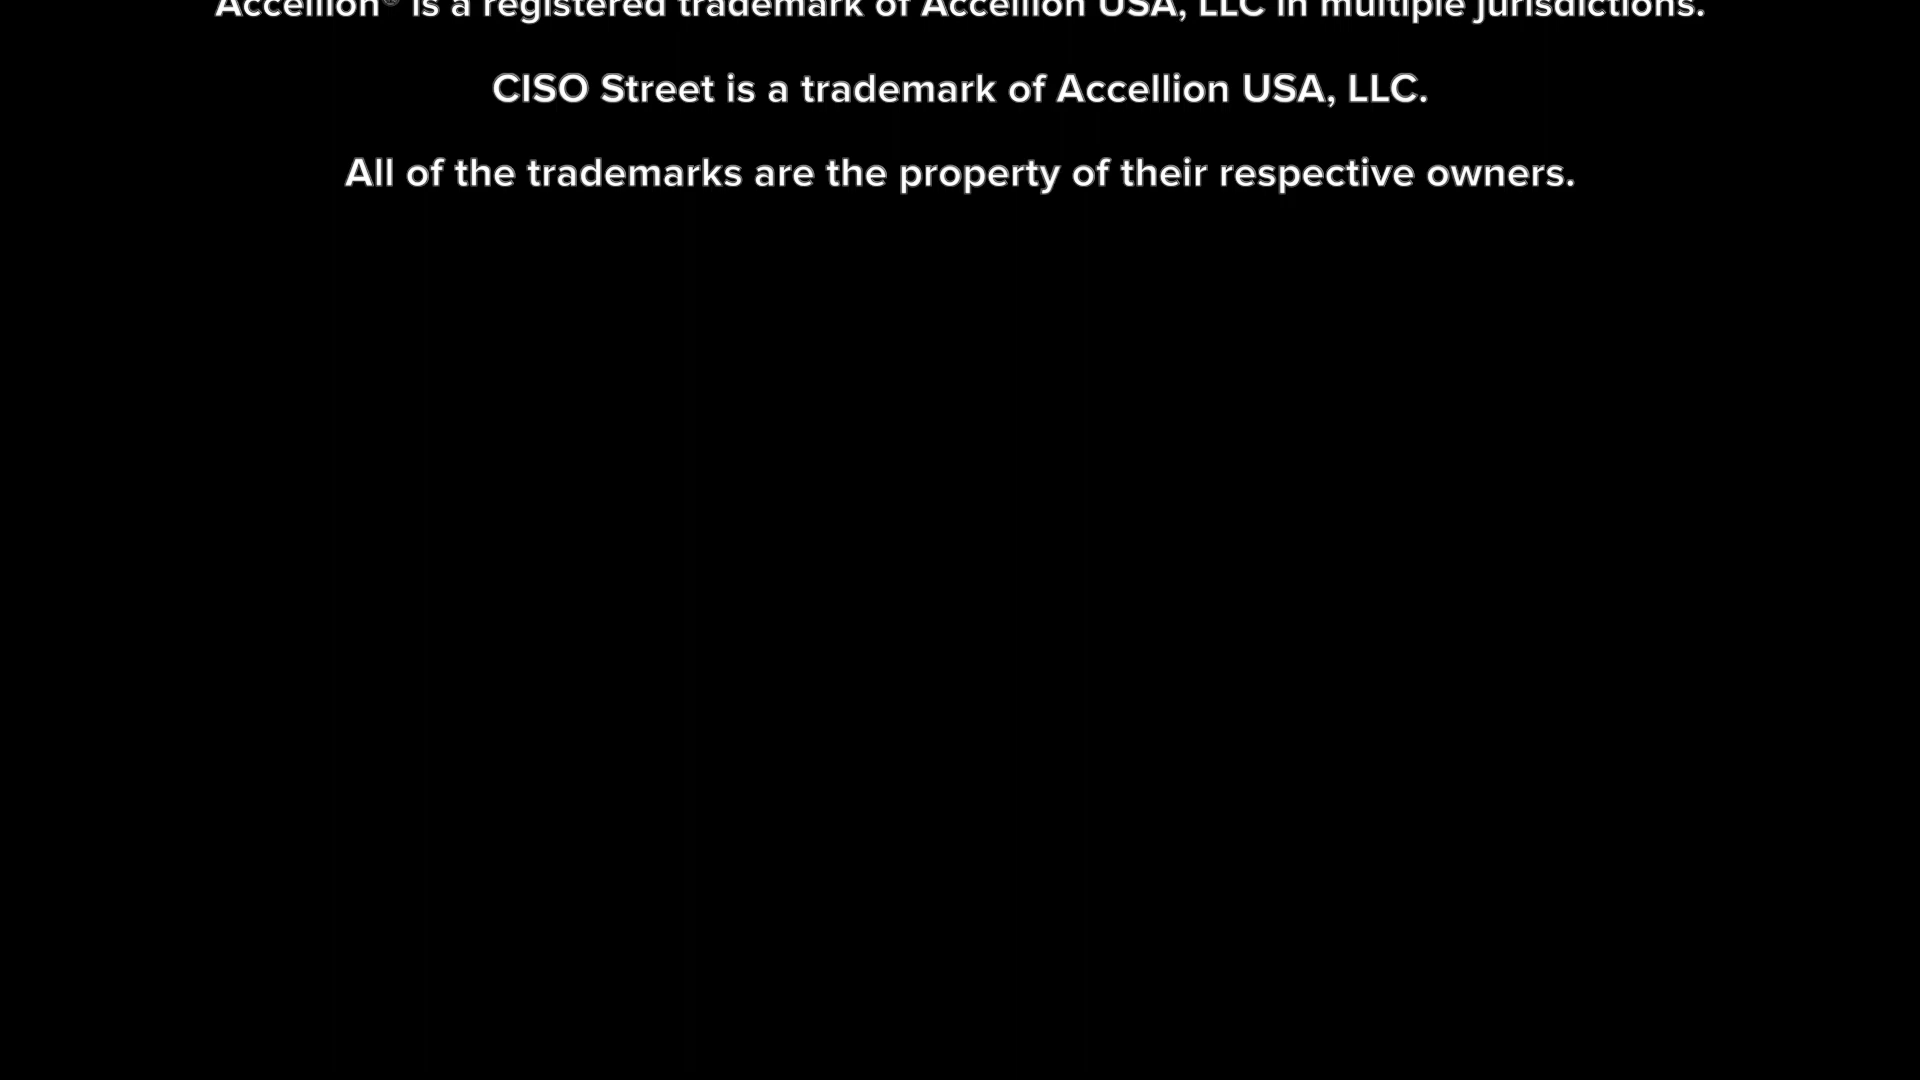 Accellion® is a registered trademark of Accellion USA, LLC in multiple jurisdictions.
CISO Street is a trademark of Accellion USA, LLC.
All of the trademarks are the property of their respective owners.